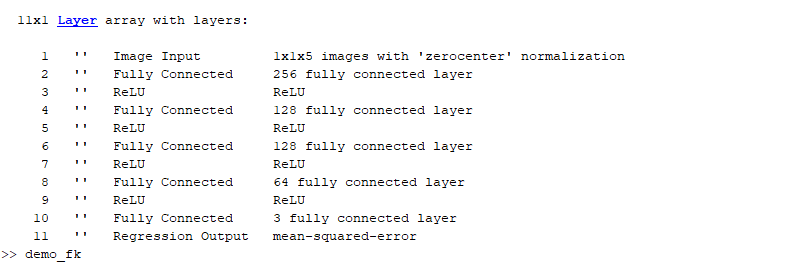 11x1 Layer array with layers:
1 '' Image Input 1x1x5 images with 'zerocenter' normalization
2 '' Fully Connected 256 fully connected layer
3 '' ReLU ReLU
4 '' Fully Connected 128 fully connected layer
5 '' ReLU ReLU
6 '' Fully Connected 128 fully connected layer
7 '' ReLU ReLU
8 '' Fully Connected 64 fully connected layer
9 '' ReLU ReLU
10 '' Fully Connected 3 fully connected layer
11 '' Regression Output mean-squared-error
>> demo_fk